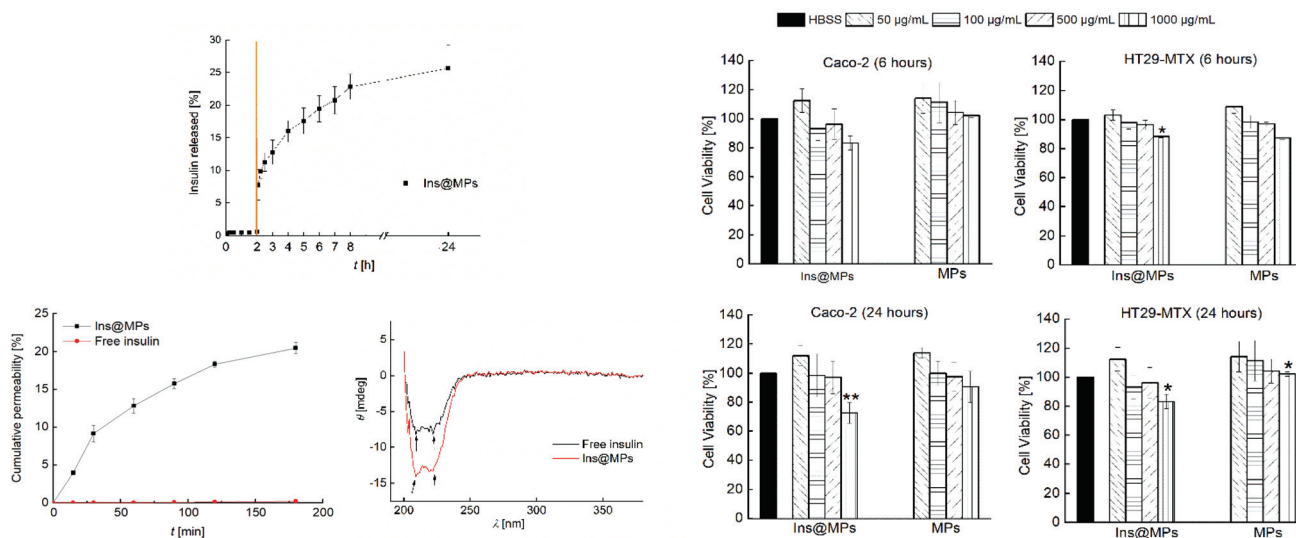 30
25
20
15
10
5
0
Insulin released [%]
Ins@MPs
0 2 3 4 5 6 7 8 24
t [h]
25
20
15
10
5
0
Cumulative permeability [%]
Ins@MPs
Free insulin
0 50 100 150 200
t [min]
5
0
-5
-10
-15
θ [mdeg]
Free insulin
Ins@MPs
200 250 300 350
λ [nm]
HBSS 50 µg/mL 100 µg/mL 500 µg/mL 1000 µg/mL
Caco-2 (6 hours)
140
120
100
80
60
40
20
0
Cell Viability [%]
Ins@MPs MPs
HT29-MTX (6 hours)
140
120
100
80
60
40
20
0
Cell Viability [%]
*
Ins@MPs MPs
Caco-2 (24 hours)
140
120
100
80
60
40
20
0
Cell Viability [%]
**
Ins@MPs MPs
HT29-MTX (24 hours)
140
120
100
80
60
40
20
0
Cell Viability [%]
* *
Ins@MPs MPs